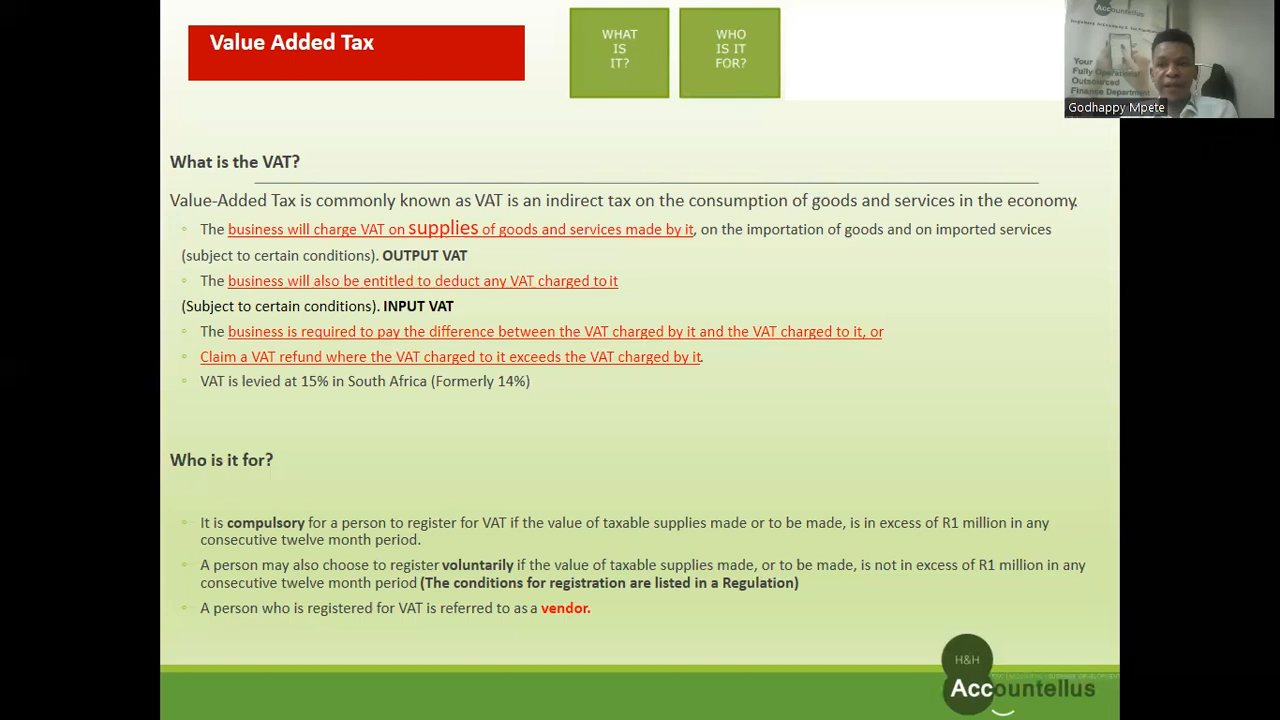 Value Added Tax
WHAT
IS
IT?
WHO
IS IT
FOR?
Accountellus
Your
Fully Operational
Outsourced
Finance Department
Godhappy Mpete
What is the VAT?
Value-Added Tax is commonly known as VAT is an indirect tax on the consumption of goods and services in the economy.
The business will charge VAT on supplies of goods and services made by it, on the importation of goods and on imported services
(subject to certain conditions). OUTPUT VAT
The business will also be entitled to deduct any VAT charged to it
(Subject to certain conditions). INPUT VAT
The business is required to pay the difference between the VAT charged by it and the VAT charged to it, or
Claim a VAT refund where the VAT charged to it exceeds the VAT charged by it.
VAT is levied at 15% in South Africa (Formerly 14%)
Who is it for?
It is compulsory for a person to register for VAT if the value of taxable supplies made or to be made, is in excess of R1 million in any
consecutive twelve month period.
A person may also choose to register voluntarily if the value of taxable supplies made, or to be made, is not in excess of R1 million in any
consecutive twelve month period (The conditions for registration are listed in a Regulation)
A person who is registered for VAT is referred to as a vendor.
H&H
Accountellus